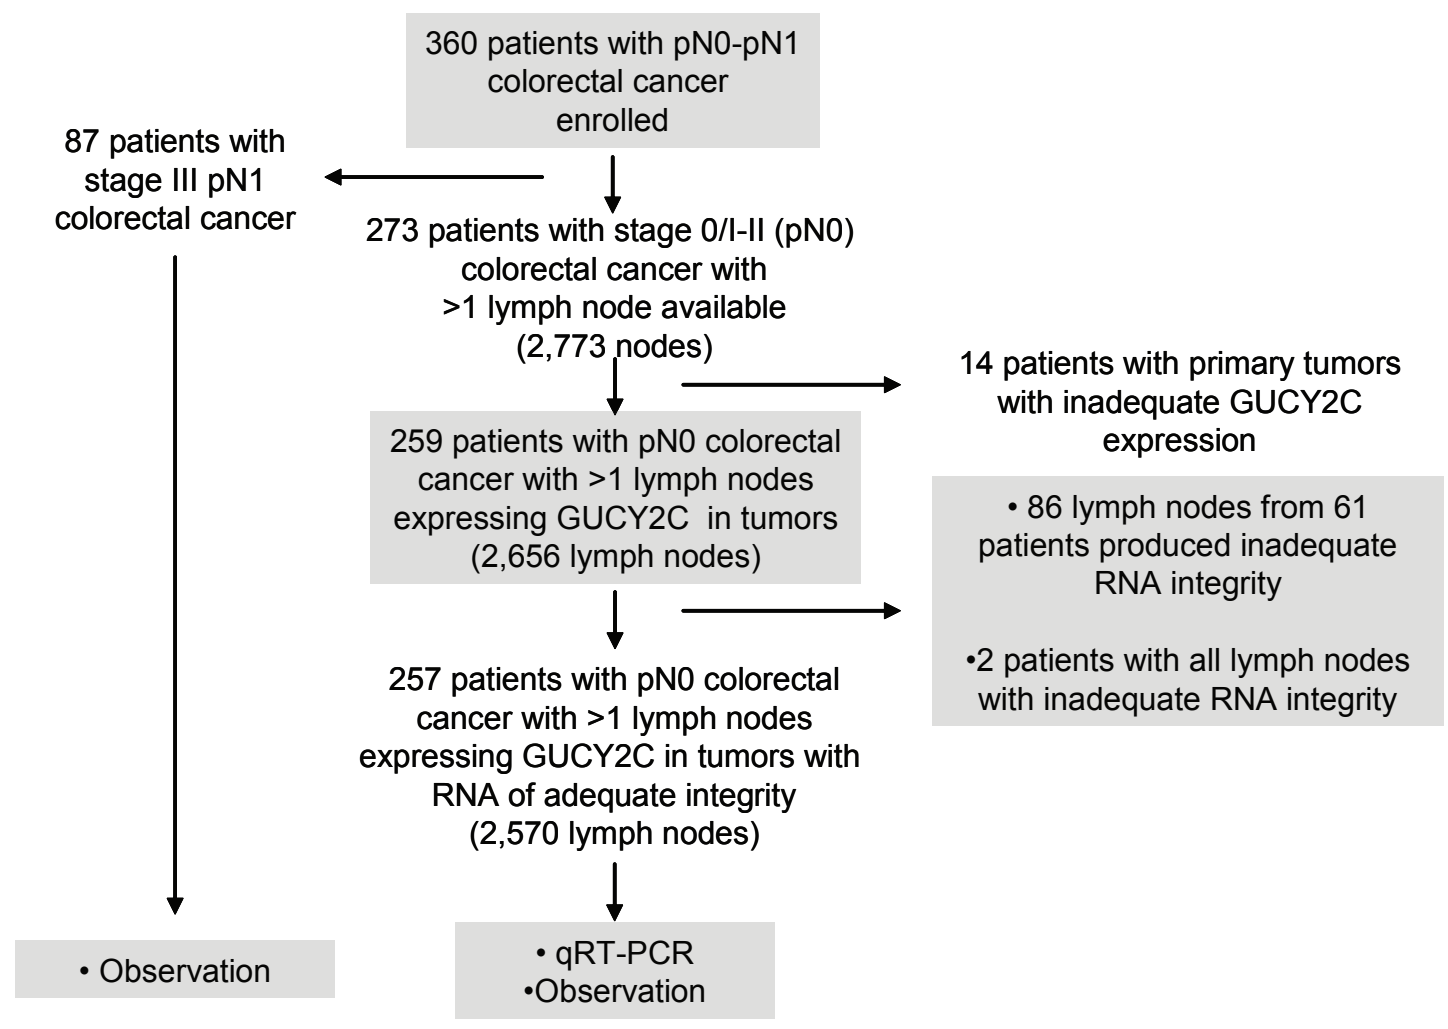 360 patients with pN0-pN1
colorectal cancer
enrolled
87 patients with
stage III pN1
colorectal cancer
273 patients with stage 0/I-II (pN0)
colorectal cancer with
>1 lymph node available
(2,773 nodes)
14 patients with primary tumors
with inadequate GUCY2C
expression
259 patients with pN0 colorectal
cancer with >1 lymph nodes
expressing GUCY2C in tumors
(2,656 lymph nodes)
• 86 lymph nodes from 61
patients produced inadequate
RNA integrity
•2 patients with all lymph nodes
with inadequate RNA integrity
257 patients with pN0 colorectal
cancer with >1 lymph nodes
expressing GUCY2C in tumors with
RNA of adequate integrity
(2,570 lymph nodes)
• Observation
• qRT-PCR
•Observation